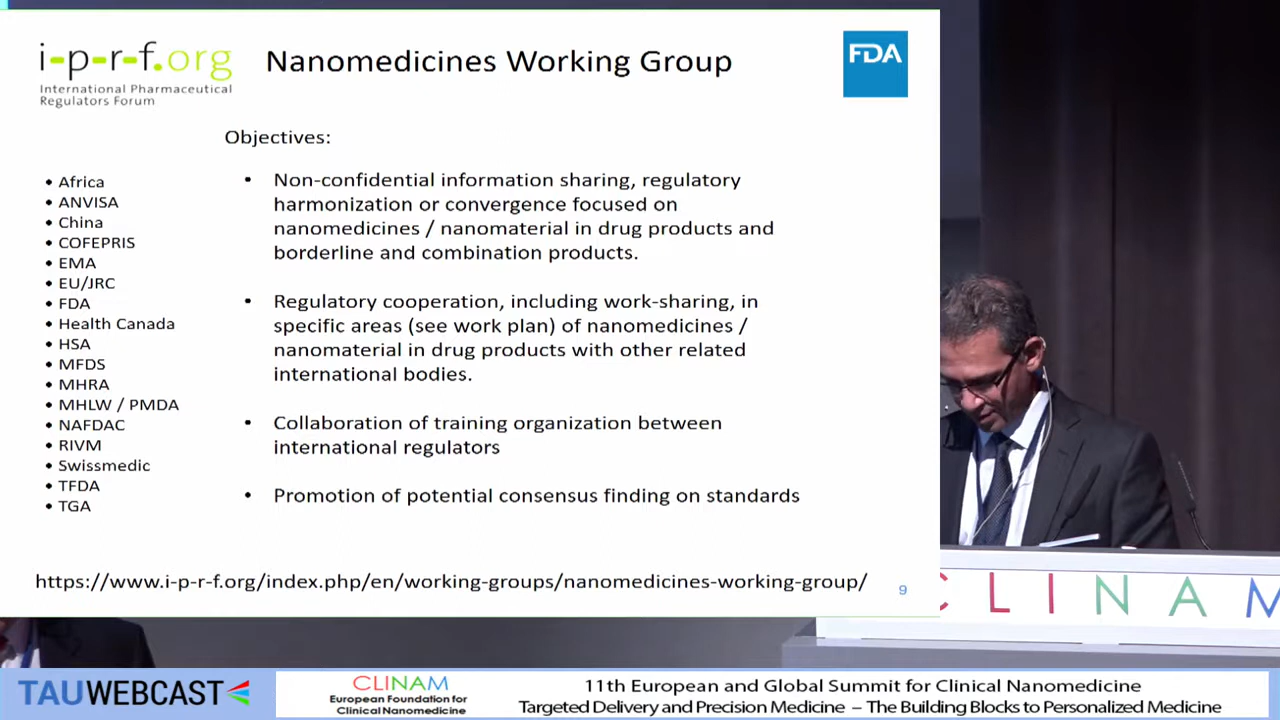 i-p-r-f.org
International Pharmaceutical
Regulators Forum
Nanomedicines Working Group
FDA
Objectives:
• Africa
• ANVISA
• China
• COFEPRIS
• EMA
• EU/JRC
• FDA
• Health Canada
• HSA
• MFDS
• MHRA
• MHLW / PMDA
• NAFDAC
• RIVM
• Swissmedic
• TFDA
• TGA
• Non-confidential information sharing, regulatory
harmonization or convergence focused on
nanomedicines / nanomaterial in drug products and
borderline and combination products.
• Regulatory cooperation, including work-sharing, in
specific areas (see work plan) of nanomedicines /
nanomaterial in drug products with other related
international bodies.
• Collaboration of training organization between
international regulators
• Promotion of potential consensus finding on standards
https://www.i-p-r-f.org/index.php/en/working-groups/nanomedicines-working-group/
9
CLINAM
TAUWEBCAST
CLINAM
European Foundation for
Clinical Nanomedicine
11th European and Global Summit for Clinical Nanomedicine
Targeted Delivery and Precision Medicine – The Building Blocks to Personalized Medicine